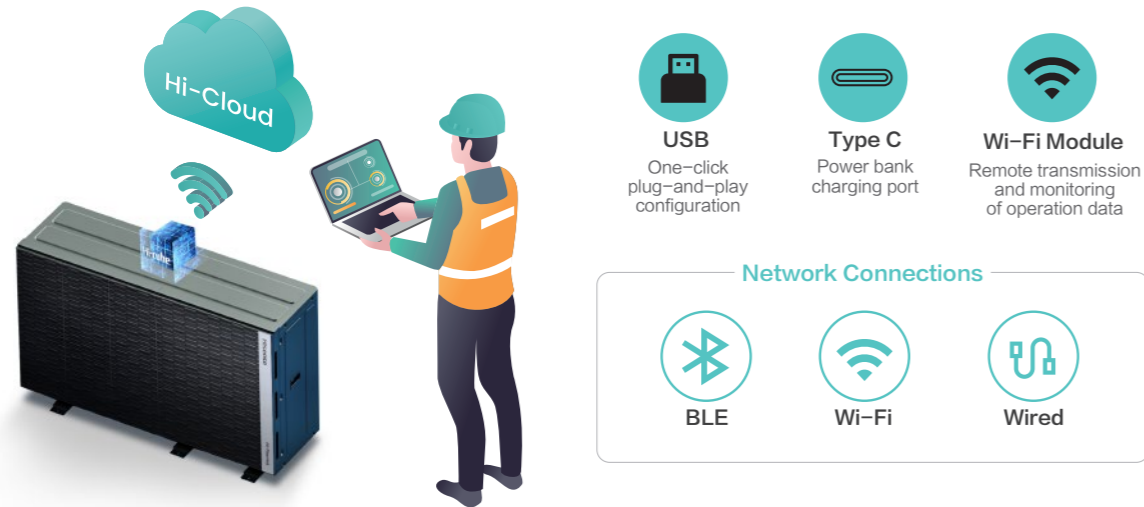 Hi-Cloud
USB
One-click
plug-and-play
configuration
Type C
Power bank
charging port
Wi-Fi Module
Remote transmission
and monitoring
of operation data
Network Connections
BLE
Wi-Fi
Wired